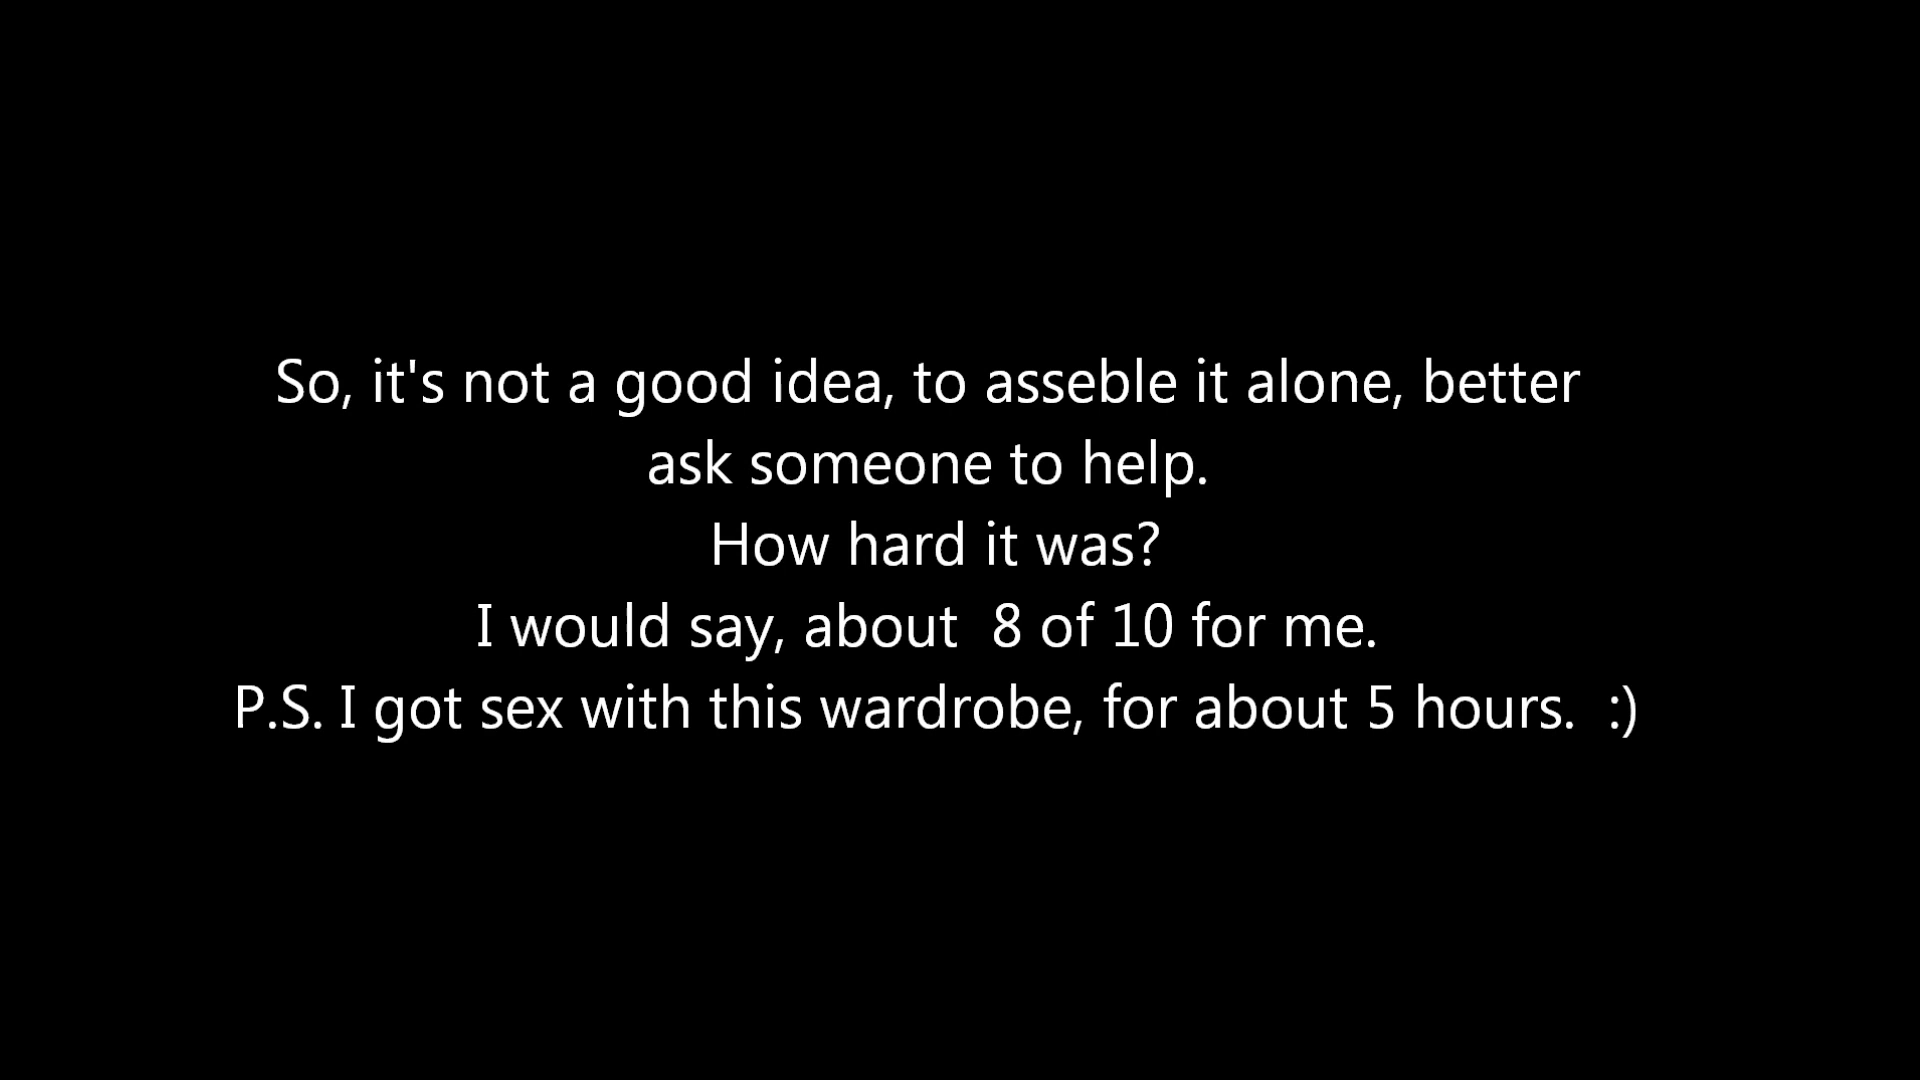 So, it's not a good idea, to asseble it alone, better
ask someone to help.
How hard it was?
I would say, about  8 of 10 for me.
P.S. I got sex with this wardrobe, for about 5 hours.  :)